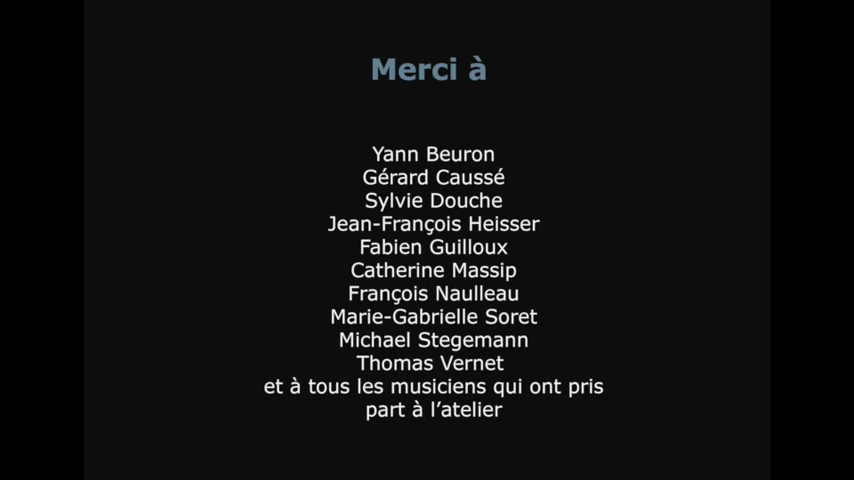 Merci à
Yann Beuron
Gérard Caussé
Sylvie Douche
Jean-François Heisser
Fabien Guilloux
Catherine Massip
François Naulleau
Marie-Gabrielle Soret
Michael Stegemann
Thomas Vernet
et à tous les musiciens qui ont pris
part à l’atelier